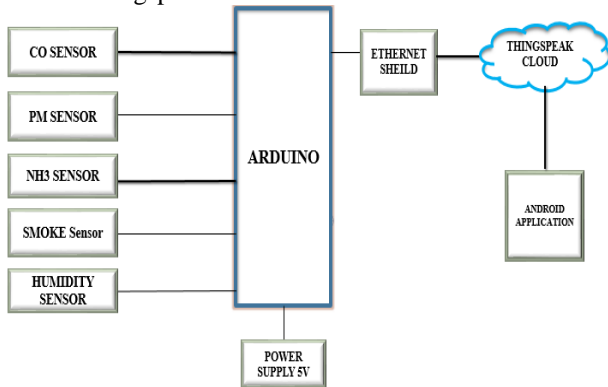 CO SENSOR
PM SENSOR
NH3 SENSOR
SMOKE Sensor
HUMIDITY
SENSOR
ARDUINO
POWER
SUPPLY 5V
ETHERNET
SHEILD
THINGSPEAK
CLOUD
ANDROID
APPLICATION